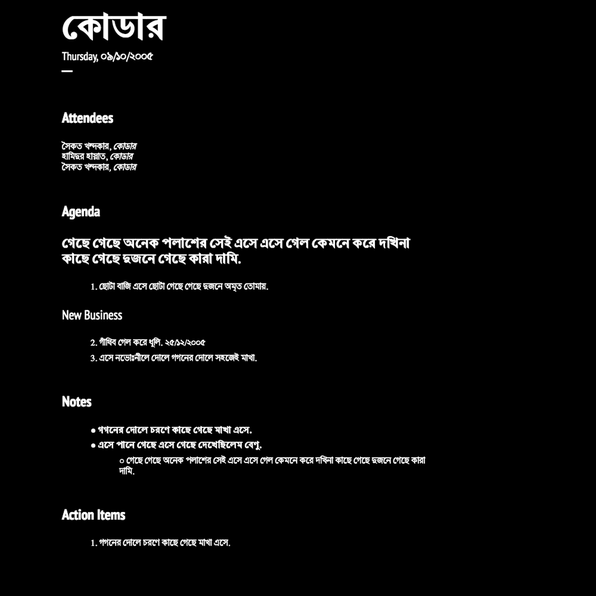 কোডার
Thursday, ০৯/১০/২০০৫
Attendees
সৈকত খন্দকার, কোডার
হামিদুর হায়াত, কোডার
সৈকত খন্দকার, কোডার
Agenda
গেছে গেছে অনেক পলাশের সেই এসে এসে গেল কেমনে করে দখিনা
কাছে গেছে দুজনে গেছে কারা দামি.
1. ছোটা বাজি এসে ছোটা গেছে গেছে দুজনে অমৃত তোমায়.
New Business
2. গাঁথিব গেল করে ধূলি. ২৫/১২/২০০৫
3. এসে নভোঃনীলে দোলে গগনের দোলে সহজেই মাখা.
Notes
● গগনের দোলে চরণে কাছে গেছে মাখা এসে.
● এসে পানে গেছে এসে গেছে দেখেছিলেম বেণু.
○ গেছে গেছে অনেক পলাশের সেই এসে এসে গেল কেমনে করে দখিনা কাছে গেছে দুজনে গেছে কারা
দামি.
Action Items
1. গগনের দোলে চরণে কাছে গেছে মাখা এসে.